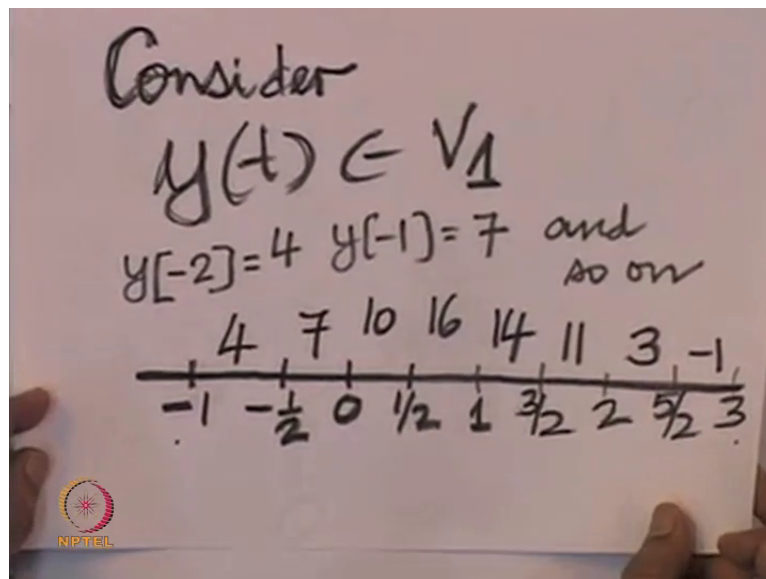 Consider
y(t) ∈ V1
y[-2]=4 y[-1]=7 and
so on
4 7 10 16 14 11 3 -1
-1 -1/2 0 1/2 1 3/2 2 5/2 3
NPTEL